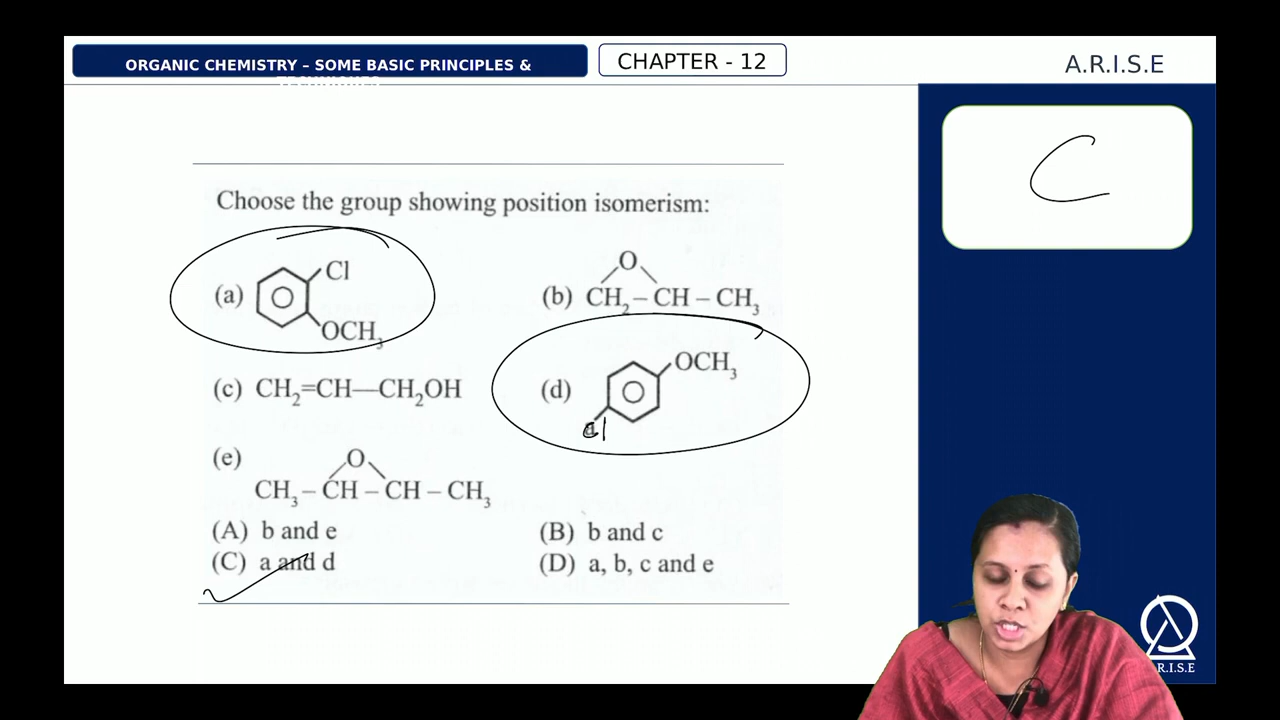 ORGANIC CHEMISTRY – SOME BASIC PRINCIPLES &
TECHNIQUES
CHAPTER - 12
A.R.I.S.E
C
Choose the group showing position isomerism:
(a) Cl
OCH3
(b) O
CH2 – CH – CH3
(c) CH2=CH—CH2OH
(d) OCH3
Cl
(e) O
CH3 – CH – CH – CH3
(A) b and e
(B) b and c
(C) a and d
(D) a, b, c and e
R.I.S.E